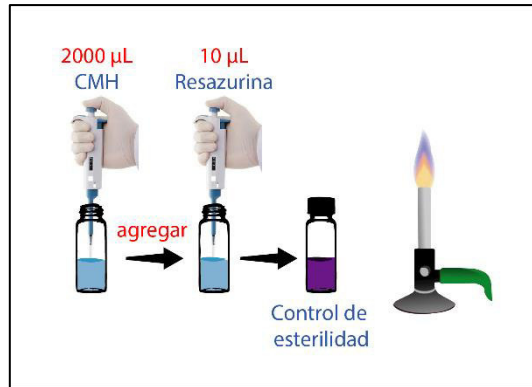 2000 µL
CMH
10 µL
Resazurina
agregar
Control de
esterilidad